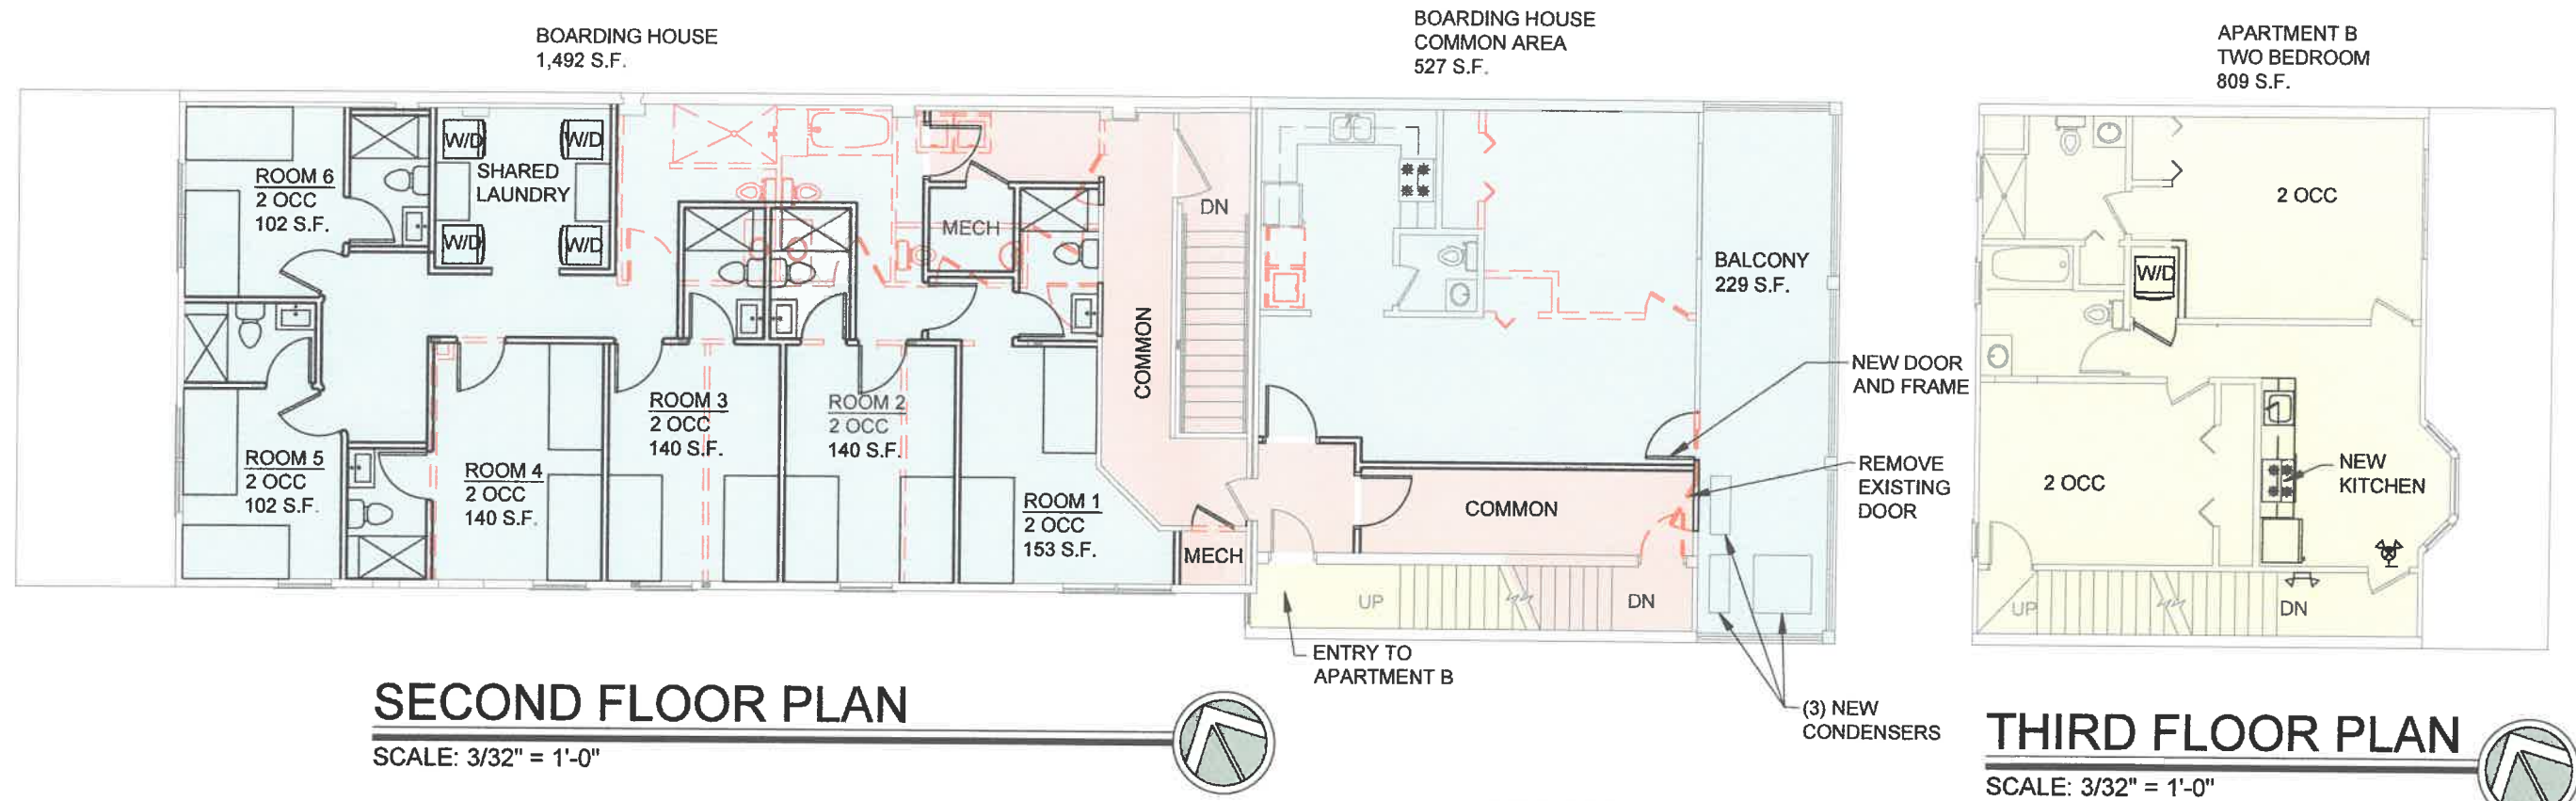 BOARDING HOUSE
1,492 S.F.
BOARDING HOUSE
COMMON AREA
527 S.F.
APARTMENT B
TWO BEDROOM
809 S.F.
ROOM 6
2 OCC
102 S.F.
W/D
W/D
SHARED
LAUNDRY
W/D
W/D
MECH
DN
COMMON
BALCONY
229 S.F.
ROOM 5
2 OCC
102 S.F.
ROOM 4
2 OCC
140 S.F.
ROOM 3
2 OCC
140 S.F.
ROOM 2
2 OCC
140 S.F.
ROOM 1
2 OCC
153 S.F.
MECH
COMMON
NEW DOOR
AND FRAME
REMOVE
EXISTING
DOOR
UP
DN
ENTRY TO
APARTMENT B
(3) NEW
CONDENSERS
2 OCC
W/D
2 OCC
NEW
KITCHEN
UP
DN
SECOND FLOOR PLAN
SCALE: 3/32" = 1'-0"
THIRD FLOOR PLAN
SCALE: 3/32" = 1'-0"